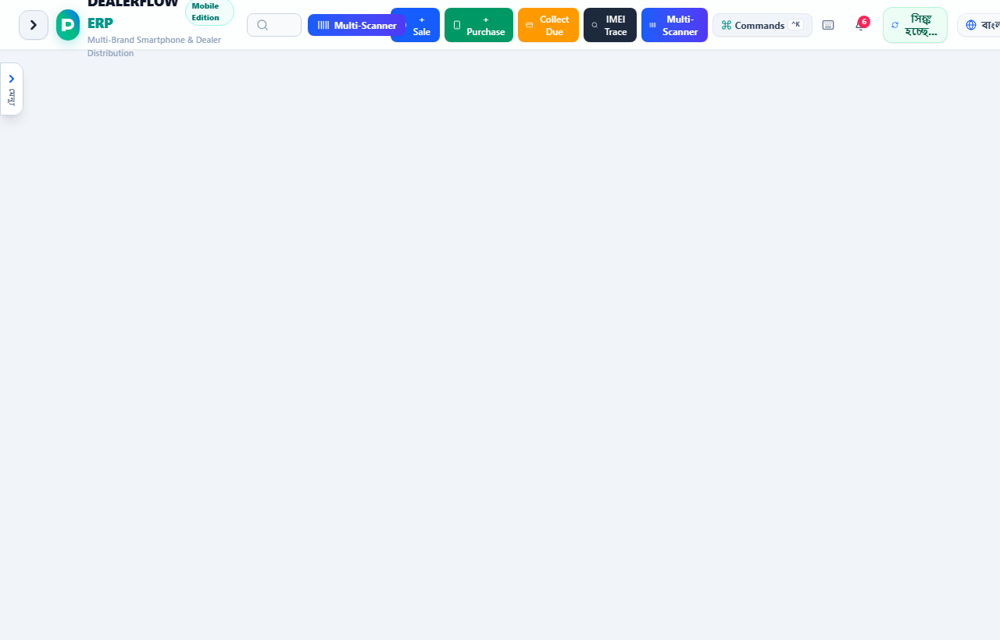 DEALERFLOW
ERP
Mobile
Edition
Multi-Brand Smartphone & Dealer
Distribution
Multi-Scanner
+
Sale
+
Purchase
Collect
Due
IMEI
Trace
Multi-
Scanner
Commands ^K
6
সিঙ্ক
হচ্ছে...
মেন্যু